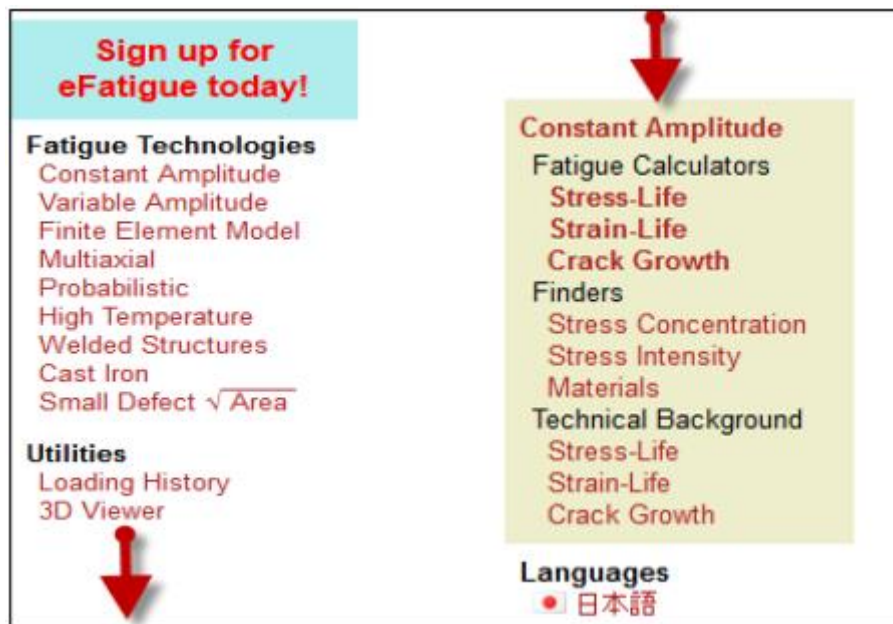 Sign up for
eFatigue today!
Fatigue Technologies
Constant Amplitude
Variable Amplitude
Finite Element Model
Multiaxial
Probabilistic
High Temperature
Welded Structures
Cast Iron
Small Defect √Area
Utilities
Loading History
3D Viewer
Constant Amplitude
Fatigue Calculators
Stress-Life
Strain-Life
Crack Growth
Finders
Stress Concentration
Stress Intensity
Materials
Technical Background
Stress-Life
Strain-Life
Crack Growth
Languages
日本語